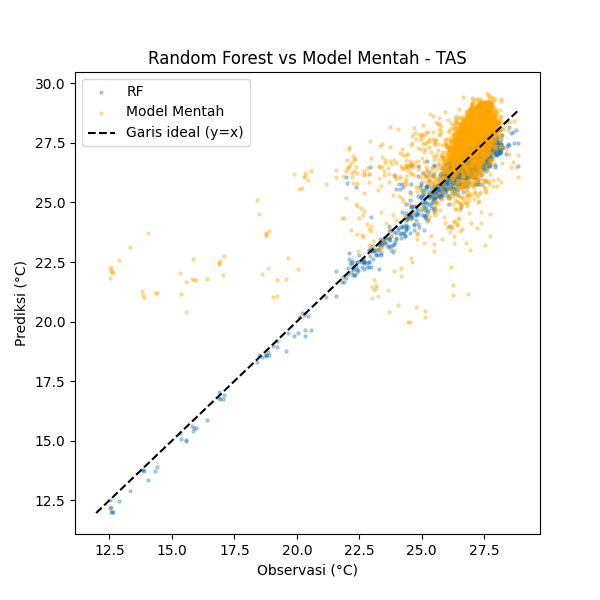 Random Forest vs Model Mentah - TAS
RF
Model Mentah
Garis ideal (y=x)
30.0
27.5
25.0
22.5
20.0
17.5
15.0
12.5
Prediksi (°C)
12.5 15.0 17.5 20.0 22.5 25.0 27.5
Observasi (°C)